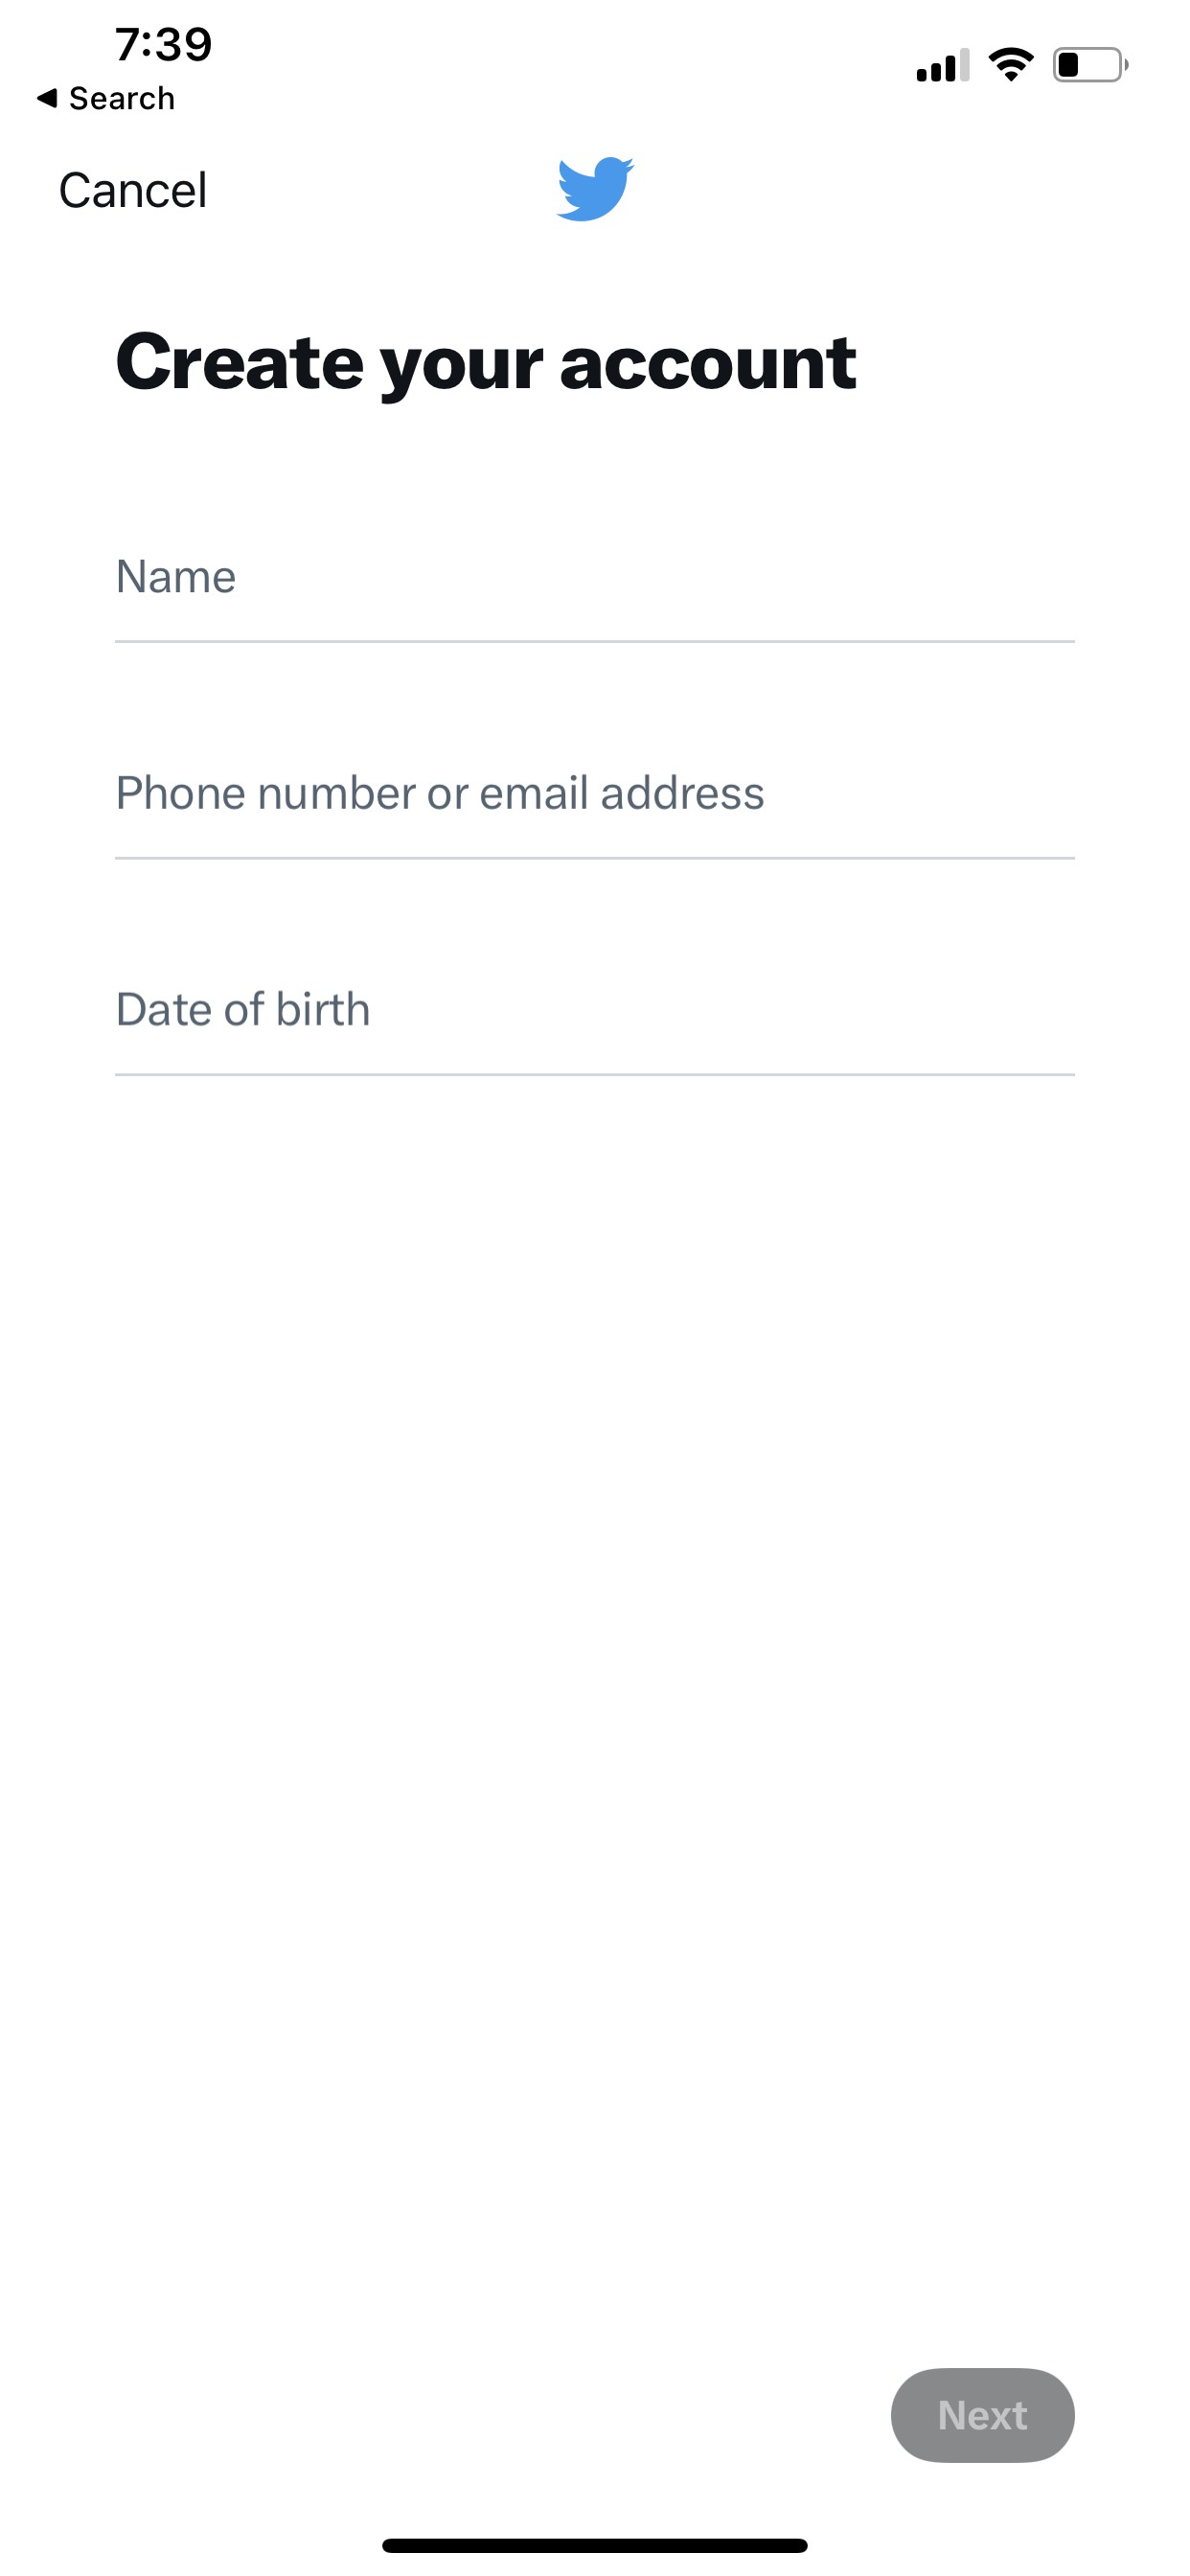 7:39
◀ Search
Cancel
Create your account
Name
Phone number or email address
Date of birth
Next